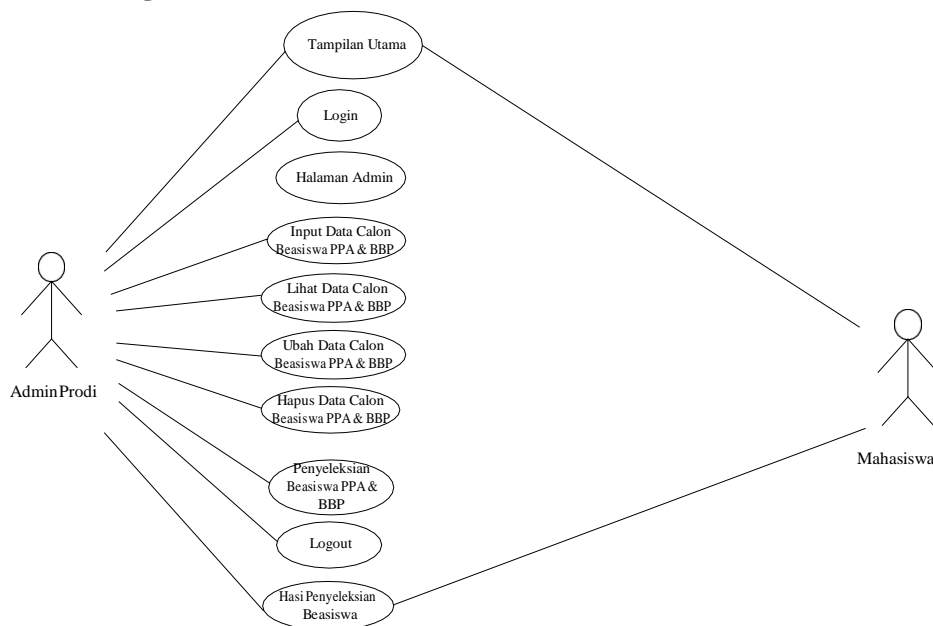 Tampilan Utama
Login
Halaman Admin
Input Data Calon
Beasiswa PPA & BBP
Lihat Data Calon
Beasiswa PPA & BBP
Ubah Data Calon
Beasiswa PPA & BBP
Hapus Data Calon
Beasiswa PPA & BBP
Admin Prodi
Penyeleksian
Beasiswa PPA &
BBP
Mahasiswa
Logout
Hasi Penyeleksian
Beasiswa